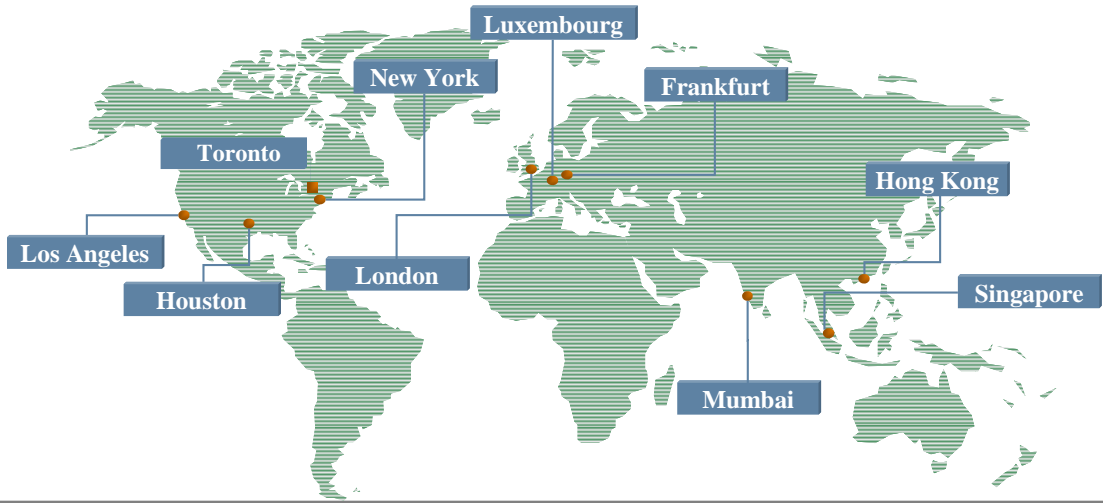 Luxembourg
New York
Frankfurt
Toronto
Hong Kong
Los Angeles
London
Houston
Singapore
Mumbai